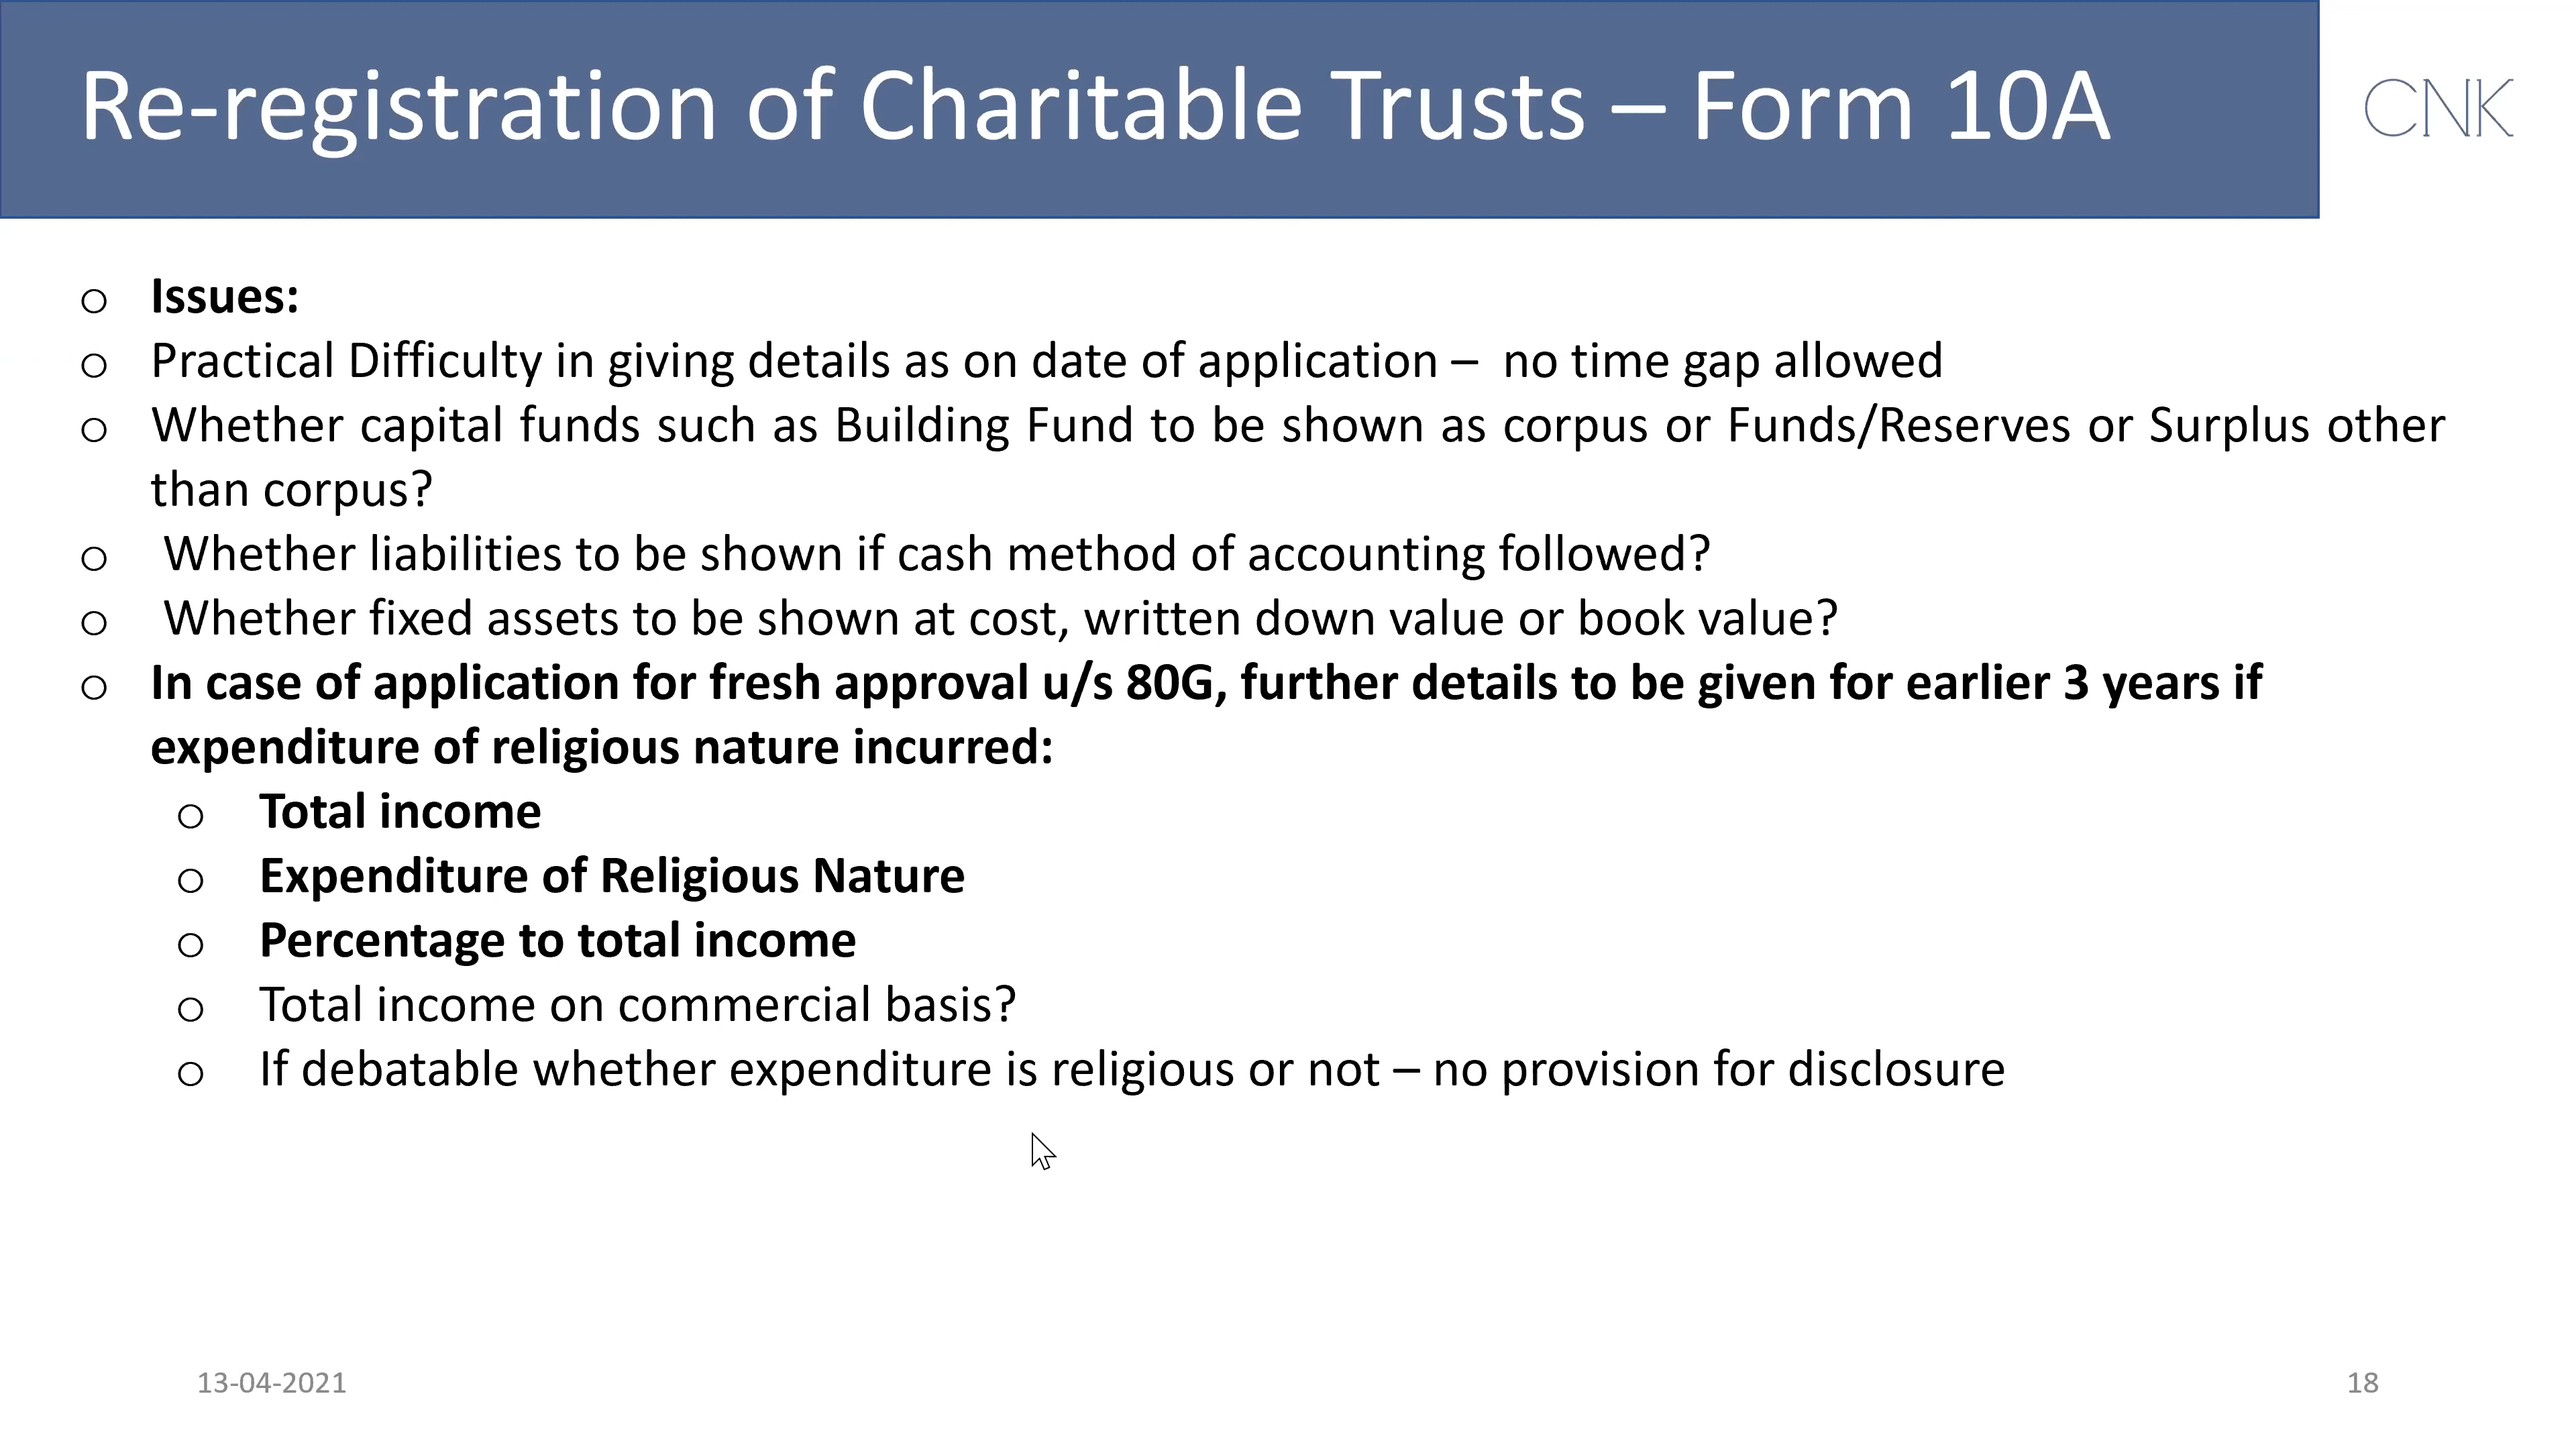 Re-registration of Charitable Trusts – Form 10A
CNK
o Issues:
o Practical Difficulty in giving details as on date of application – no time gap allowed
o Whether capital funds such as Building Fund to be shown as corpus or Funds/Reserves or Surplus other
than corpus?
o Whether liabilities to be shown if cash method of accounting followed?
o Whether fixed assets to be shown at cost, written down value or book value?
o In case of application for fresh approval u/s 80G, further details to be given for earlier 3 years if
expenditure of religious nature incurred:
o Total income
o Expenditure of Religious Nature
o Percentage to total income
o Total income on commercial basis?
o If debatable whether expenditure is religious or not – no provision for disclosure
13-04-2021
18